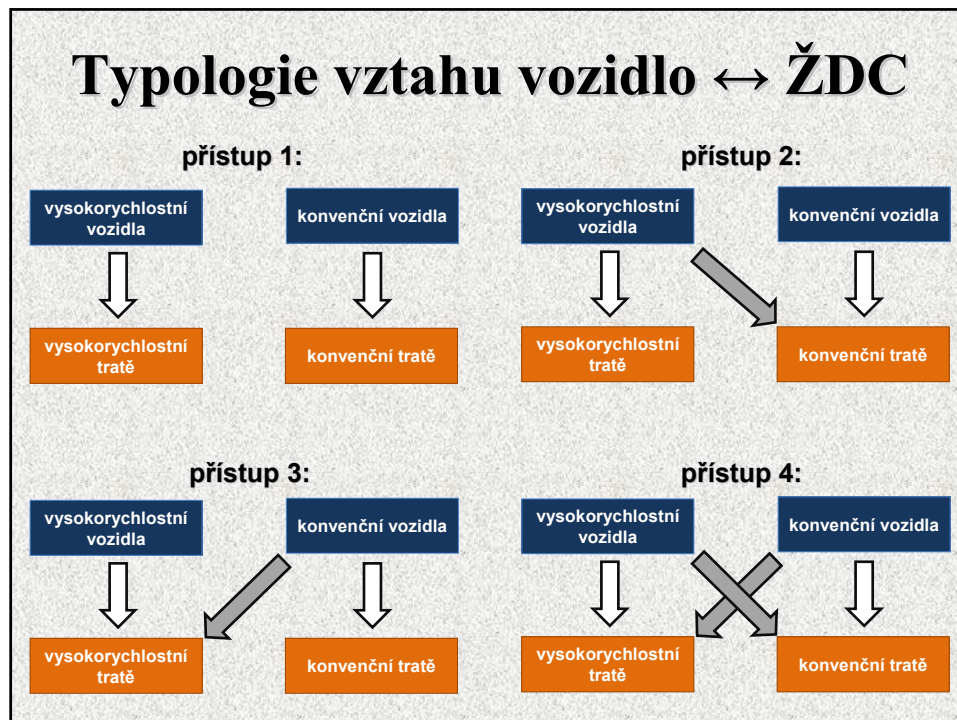 Typologie vztahu vozidlo ↔ ŽDC
přístup 1:
vysokorychlostní
vozidla
konvenční vozidla
vysokorychlostní
tratě
konvenční tratě
přístup 2:
vysokorychlostní
vozidla
konvenční vozidla
vysokorychlostní
tratě
konvenční tratě
přístup 3:
vysokorychlostní
vozidla
konvenční vozidla
vysokorychlostní
tratě
konvenční tratě
přístup 4:
vysokorychlostní
vozidla
konvenční vozidla
vysokorychlostní
tratě
konvenční tratě